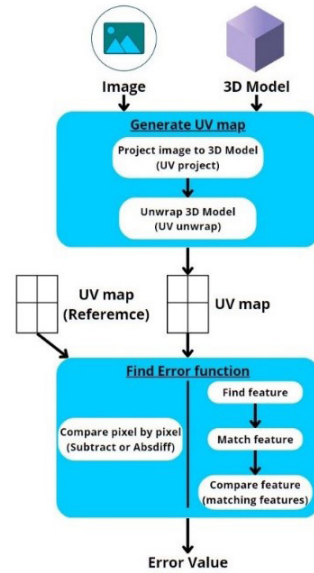 Image
3D Model
Generate UV map
Project image to 3D Model
(UV project)
Unwrap 3D Model
(UV unwrap)
UV map
(Referemce)
UV map
Find Error function
Compare pixel by pixel
(Subtract or Absdiff)
Find feature
Match feature
Compare feature
(matching features)
Error Value